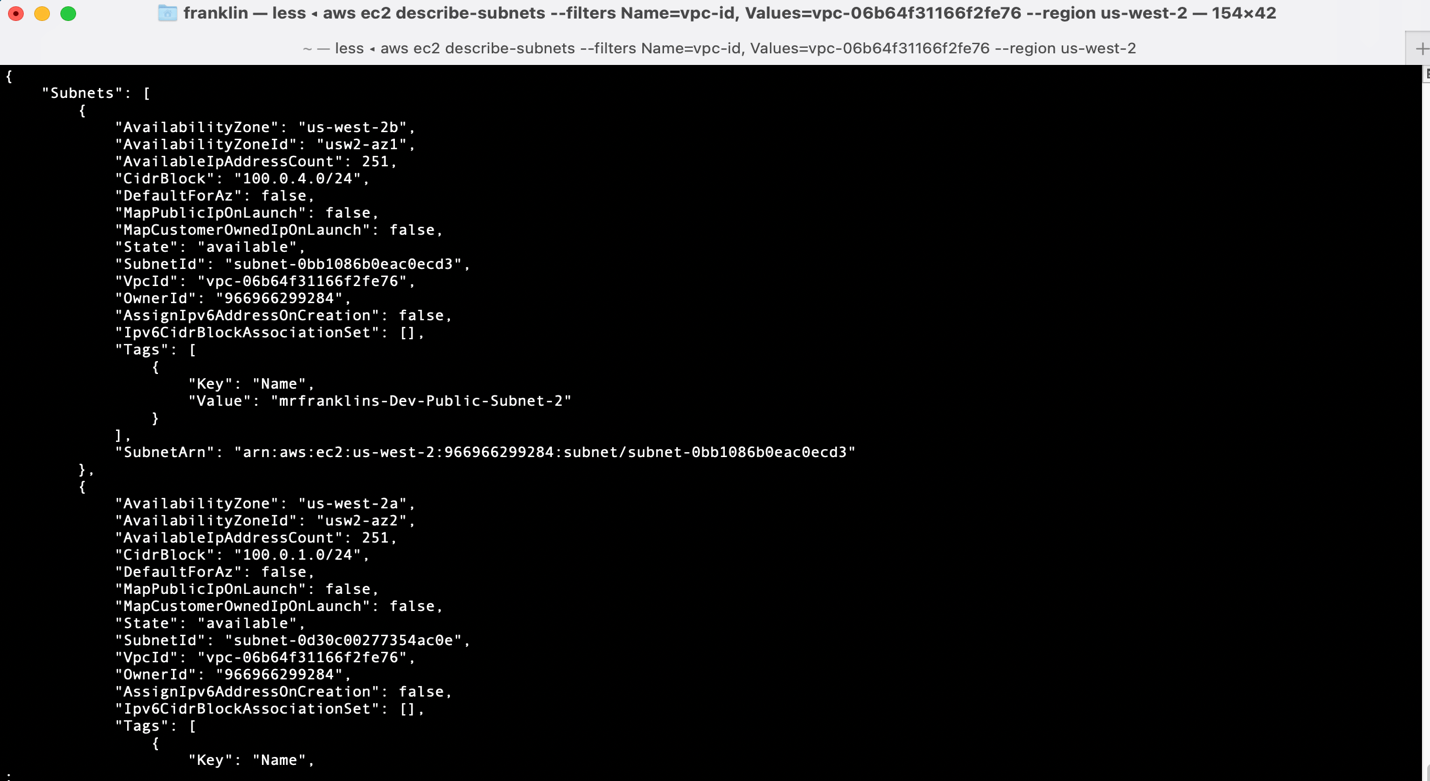 franklin — less ◂ aws ec2 describe-subnets --filters Name=vpc-id, Values=vpc-06b64f31166f2fe76 --region us-west-2 — 154×42
~ — less ◂ aws ec2 describe-subnets --filters Name=vpc-id, Values=vpc-06b64f31166f2fe76 --region us-west-2
{
    "Subnets": [
        {
            "AvailabilityZone": "us-west-2b",
            "AvailabilityZoneId": "usw2-az1",
            "AvailableIpAddressCount": 251,
            "CidrBlock": "100.0.4.0/24",
            "DefaultForAz": false,
            "MapPublicIpOnLaunch": false,
            "MapCustomerOwnedIpOnLaunch": false,
            "State": "available",
            "SubnetId": "subnet-0bb1086b0eac0ecd3",
            "VpcId": "vpc-06b64f31166f2fe76",
            "OwnerId": "966966299284",
            "AssignIpv6AddressOnCreation": false,
            "Ipv6CidrBlockAssociationSet": [],
            "Tags": [
                {
                    "Key": "Name",
                    "Value": "mrfranklins-Dev-Public-Subnet-2"
                }
            ],
            "SubnetArn": "arn:aws:ec2:us-west-2:966966299284:subnet/subnet-0bb1086b0eac0ecd3"
        },
        {
            "AvailabilityZone": "us-west-2a",
            "AvailabilityZoneId": "usw2-az2",
            "AvailableIpAddressCount": 251,
            "CidrBlock": "100.0.1.0/24",
            "DefaultForAz": false,
            "MapPublicIpOnLaunch": false,
            "MapCustomerOwnedIpOnLaunch": false,
            "State": "available",
            "SubnetId": "subnet-0d30c00277354ac0e",
            "VpcId": "vpc-06b64f31166f2fe76",
            "OwnerId": "966966299284",
            "AssignIpv6AddressOnCreation": false,
            "Ipv6CidrBlockAssociationSet": [],
            "Tags": [
                {
                    "Key": "Name",
: